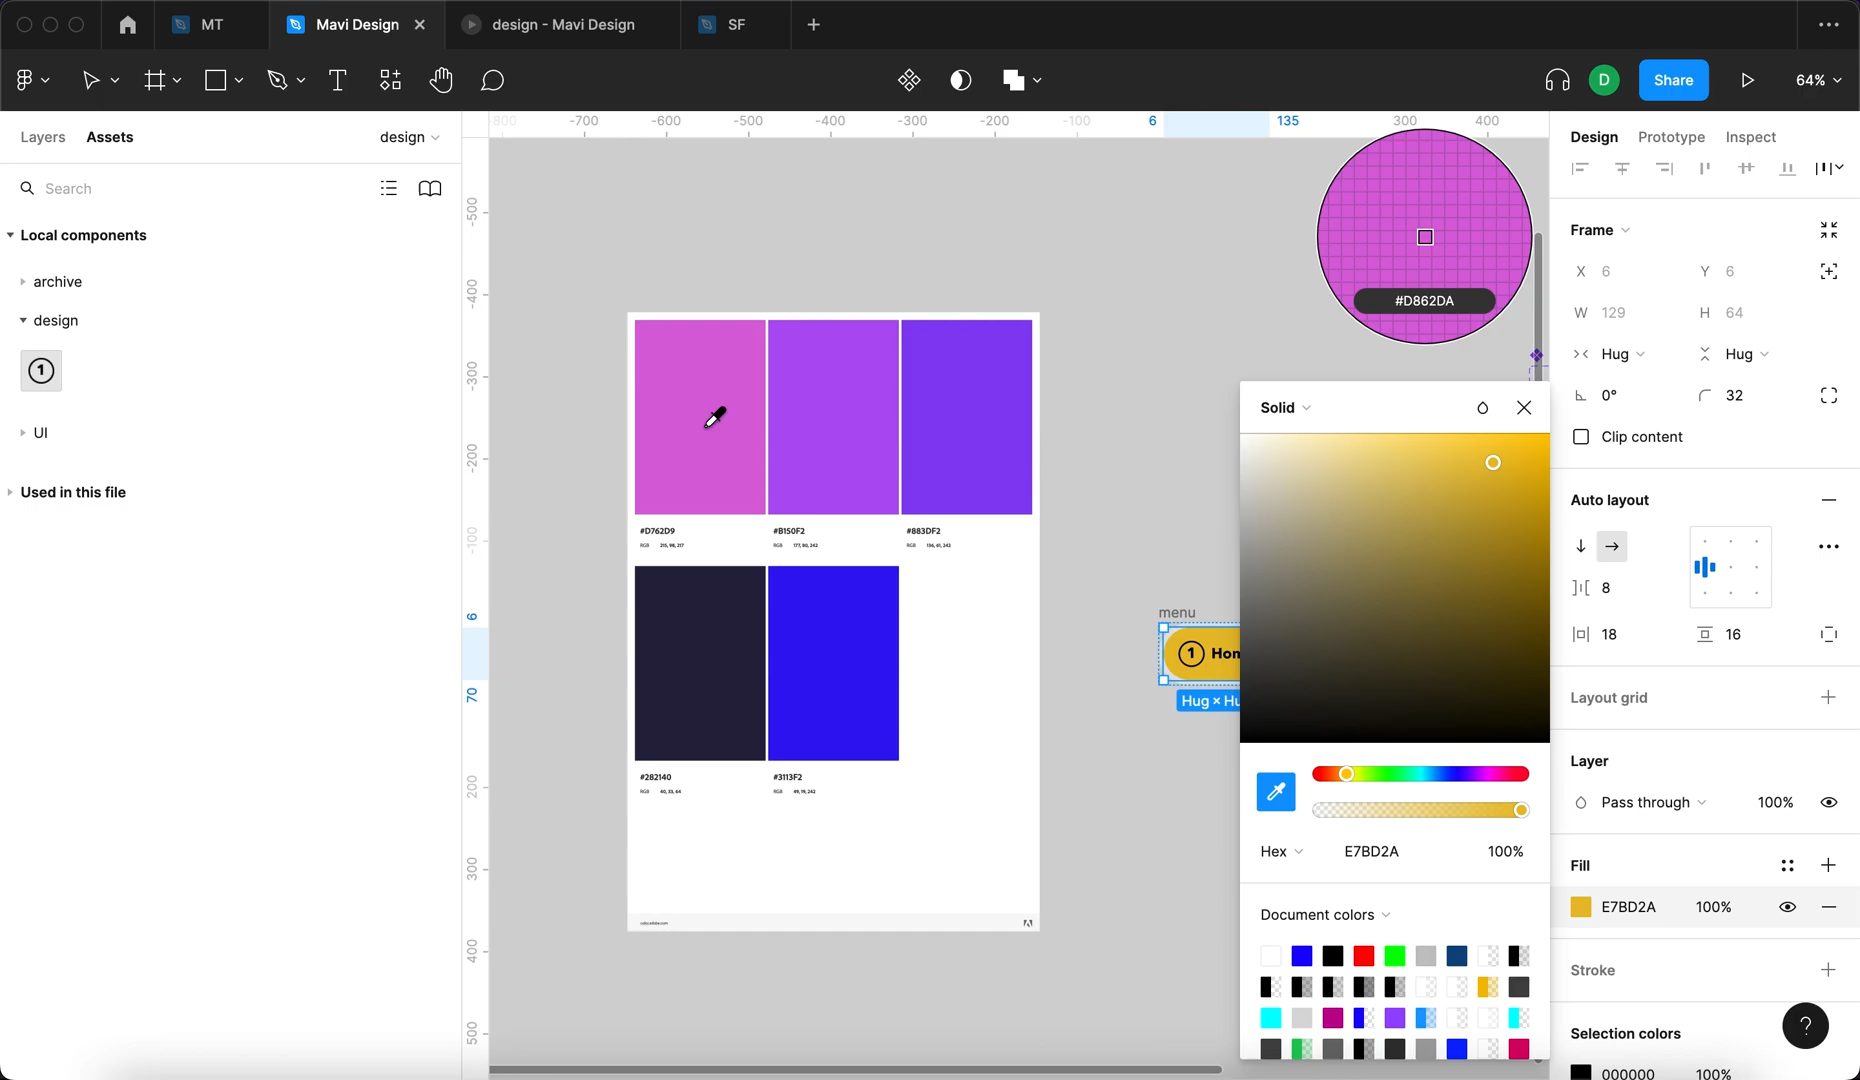 MT
Mavi Design
design - Mavi Design
SF
D
Share
64%
Layers
Assets
design
Search
Local components
archive
design
1
UI
Used in this file
-800 -700 -600 -500 -400 -300 -200 -100 6 135 300 400
-500
-400
-300
-200
-100
6
70
200
300
400
500
#D762D9
RGB 215, 98, 217
#B150F2
RGB 177, 80, 242
#883DF2
RGB 136, 61, 242
#282140
RGB 40, 33, 64
#3113F2
RGB 49, 19, 242
#D862DA
menu
1 Hom
Hug × Hu
Solid
Hex E7BD2A 100%
Document colors
Design Prototype Inspect
Frame
X 6 Y 6
W 129 H 64
Hug Hug
0° 32
Clip content
Auto layout
8
18 16
Layout grid
Layer
Pass through 100%
Fill
E7BD2A 100%
Stroke
Selection colors
000000 100%
?